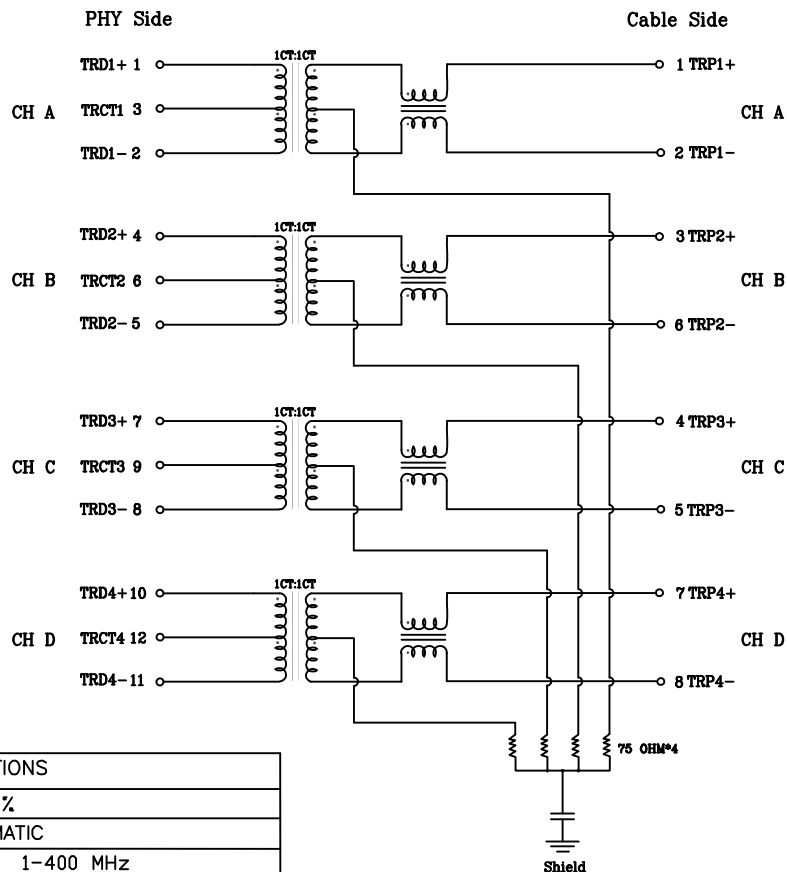 PHY Side
Cable Side
1CT:1CT
TRD1+ 1
1 TRP1+
CH A
TRCT1 3
CH A
TRD1- 2
2 TRP1-
1CT:1CT
TRD2+ 4
3 TRP2+
CH B
TRCT2 6
CH B
TRD2- 5
6 TRP2-
1CT:1CT
TRD3+ 7
4 TRP3+
CH C
TRCT3 9
CH C
TRD3- 8
5 TRP3-
1CT:1CT
TRD4+ 10
7 TRP4+
CH D
TRCT4 12
CH D
TRD4- 11
8 TRP4-
75 OHM*4
Shield
TIONS
%
MATIC
1-400 MHz